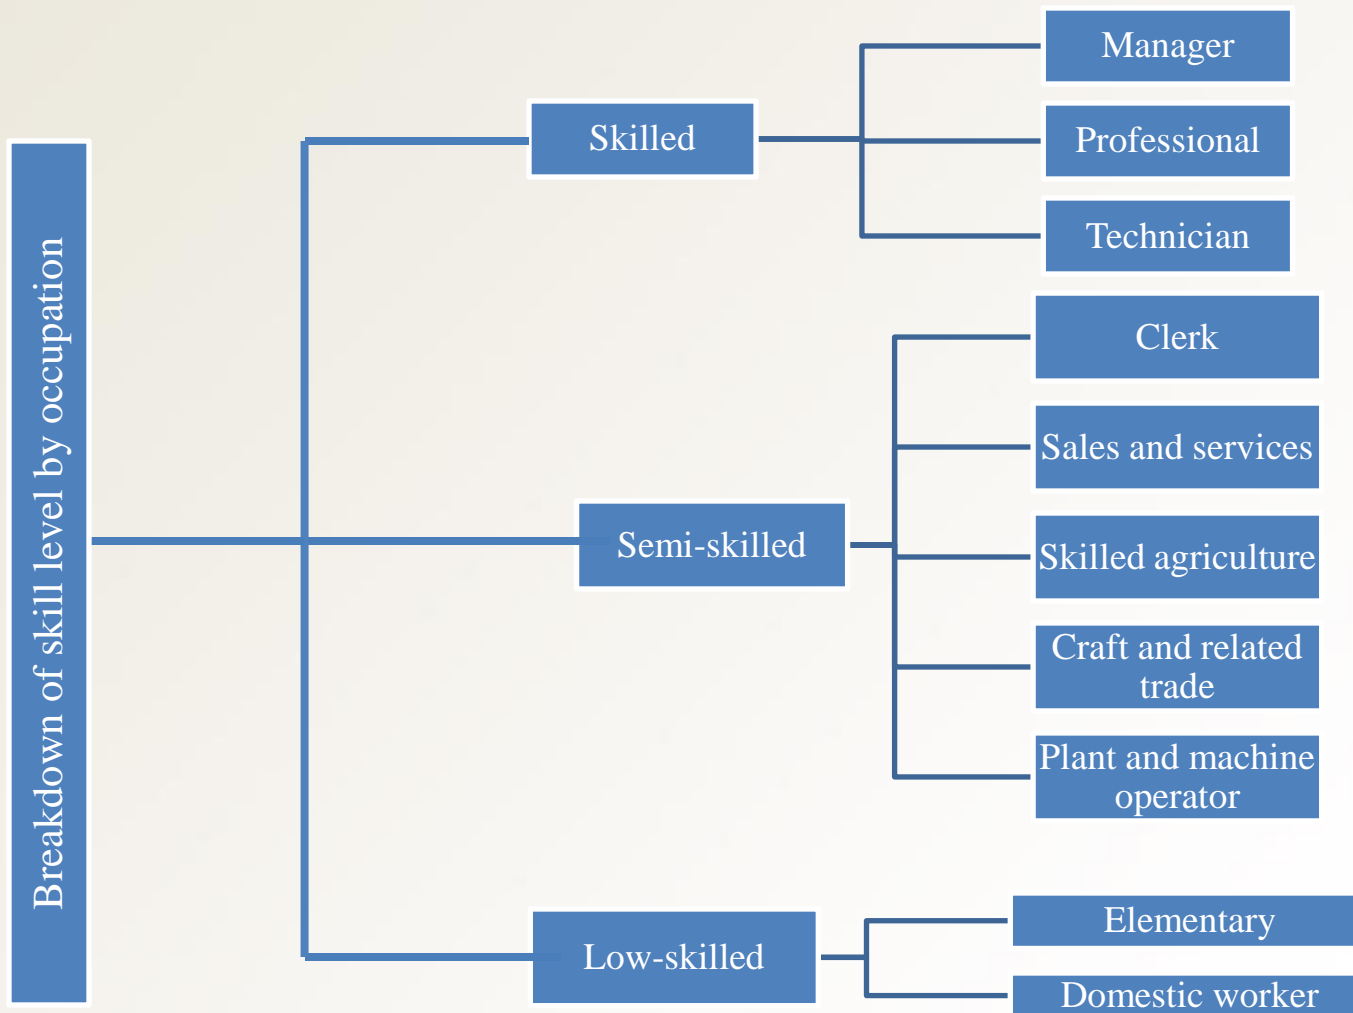 Breakdown of skill level by occupation
Skilled
Manager
Professional
Technician
Semi-skilled
Clerk
Sales and services
Skilled agriculture
Craft and related
trade
Plant and machine
operator
Low-skilled
Elementary
Domestic worker